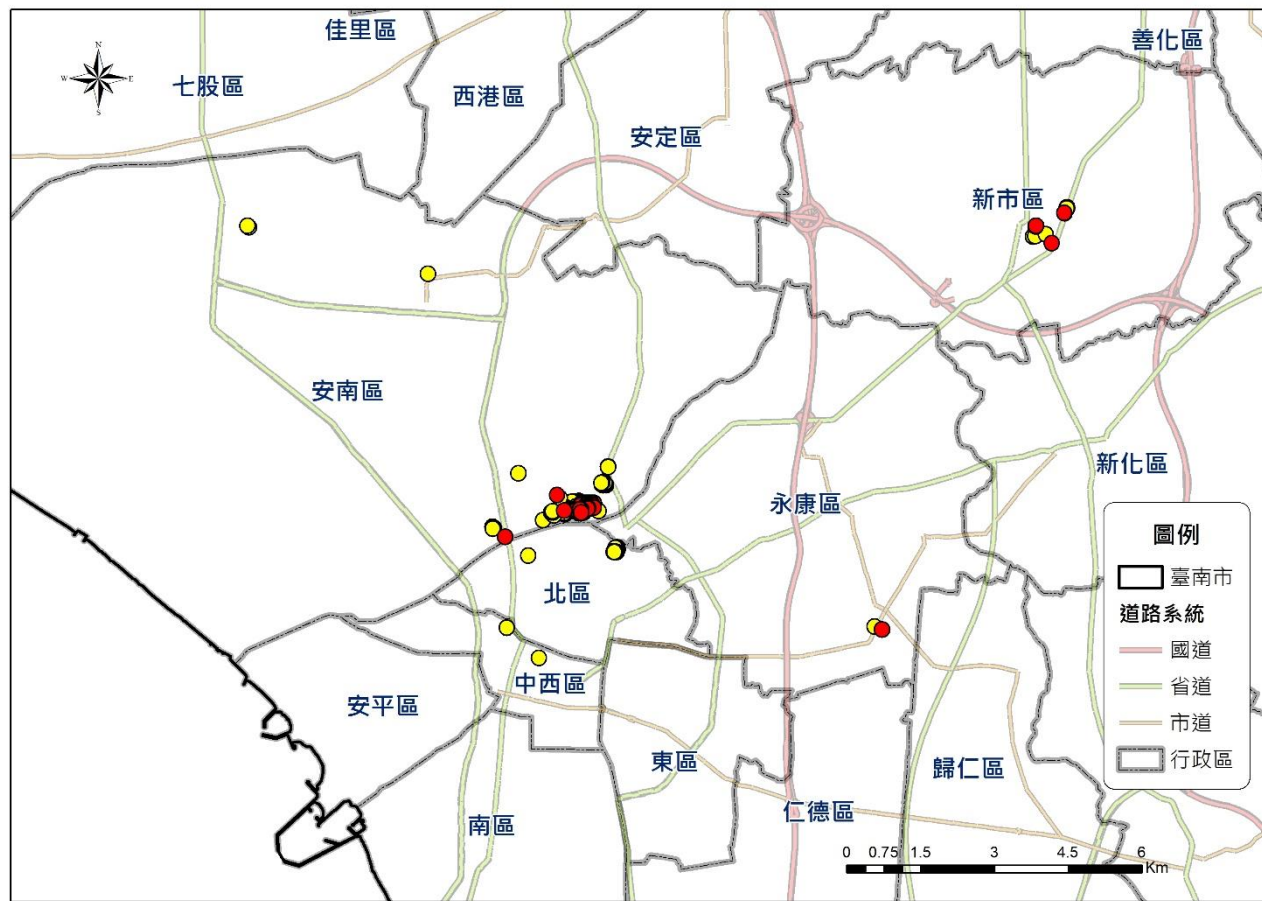 佳里區
善化區
N
W
E
S
七股區
西港區
安定區
新市區
安南區
新化區
永康區
圖例
臺南市
道路系統
國道
省道
市道
行政區
北區
中西區
安平區
東區
歸仁區
仁德區
南區
0 0.75 1.5 3 4.5 6
Km